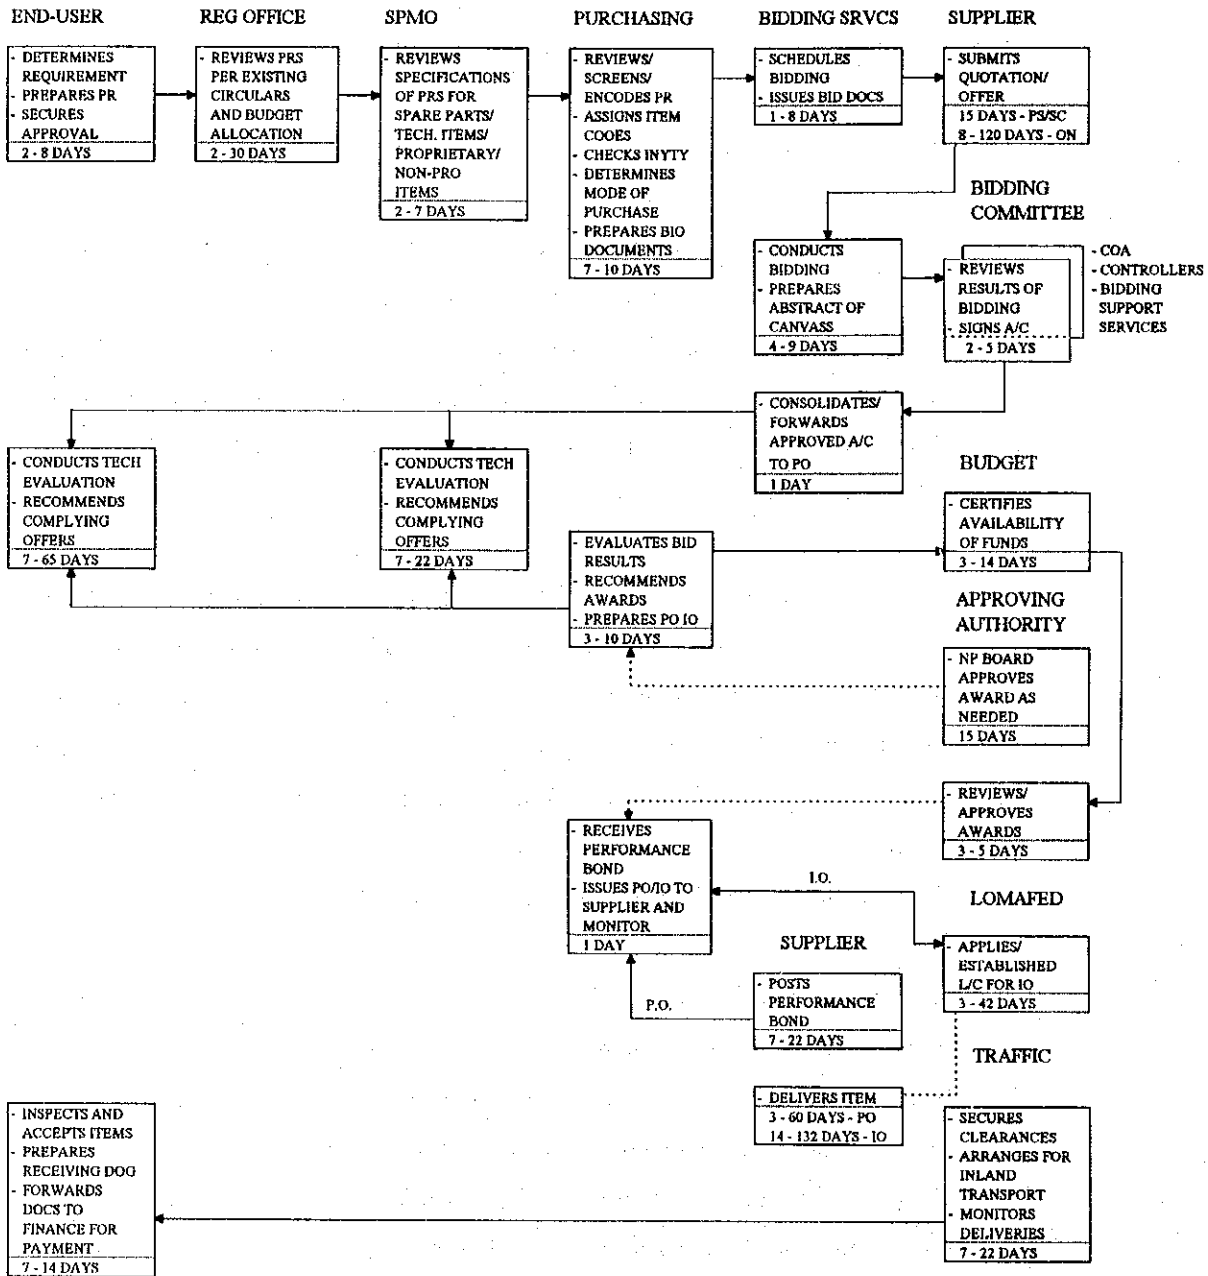 END-USER
REG OFFICE
SPMO
PURCHASING
BIDDING SRVCS
SUPPLIER
- DETERMINES
REQUIREMENT
- PREPARES PR
- SECURES
APPROVAL
2 - 8 DAYS
- REVIEWS PRS
PER EXISTING
CIRCULARS
AND BUDGET
ALLOCATION
2 - 30 DAYS
- REVIEWS
SPECIFICATIONS
OF PRS FOR
SPARE PARTS/
TECH. ITEMS/
PROPRIETARY/
NON-PRO
ITEMS
2 - 7 DAYS
- REVIEWS/
SCREENS/
ENCODES PR
- ASSIGNS ITEM
COOES
- CHECKS INYTY
- DETERMINES
MODE OF
PURCHASE
- PREPARES BIO
DOCUMENTS
7 - 10 DAYS
- SCHEDULES
BIDDING
- ISSUES BID DOCS
1 - 8 DAYS
- SUBMITS
QUOTATION/
OFFER
15 DAYS - PS/SC
8 - 120 DAYS - ON
BIDDING
COMMITTEE
- CONDUCTS
BIDDING
- PREPARES
ABSTRACT OF
CANVASS
4 - 9 DAYS
- REVIEWS
RESULTS OF
BIDDING
- SIGNS A/C
2 - 5 DAYS
- COA
- CONTROLLERS
- BIDDING
SUPPORT
SERVICES
- CONSOLIDATES/
FORWARDS
APPROVED A/C
TO PO
1 DAY
- CONDUCTS TECH
EVALUATION
- RECOMMENDS
COMPLYING
OFFERS
7 - 65 DAYS
- CONDUCTS TECH
EVALUATION
- RECOMMENDS
COMPLYING
OFFERS
7 - 22 DAYS
- EVALUATES BID
RESULTS
- RECOMMENDS
AWARDS
- PREPARES PO IO
3 - 10 DAYS
BUDGET
- CERTIFIES
AVAILABILITY
OF FUNDS
3 - 14 DAYS
APPROVING
AUTHORITY
- NP BOARD
APPROVES
AWARD AS
NEEDED
15 DAYS
- REVIEWS/
APPROVES
AWARDS
3 - 5 DAYS
- RECEIVES
PERFORMANCE
BOND
- ISSUES PO/IO TO
SUPPLIER AND
MONITOR
1 DAY
I.O.
LOMAFED
SUPPLIER
- APPLIES/
ESTABLISHED
L/C FOR IO
3 - 42 DAYS
- POSTS
PERFORMANCE
BOND
7 - 22 DAYS
P.O.
TRAFFIC
- DELIVERS ITEM
3 - 60 DAYS - PO
14 - 132 DAYS - IO
- SECURES
CLEARANCES
- ARRANGES FOR
INLAND
TRANSPORT
- MONITORS
DELIVERIES
7 - 22 DAYS
- INSPECTS AND
ACCEPTS ITEMS
- PREPARES
RECEIVING DOG
- FORWARDS
DOCS TO
FINANCE FOR
PAYMENT
7 - 14 DAYS